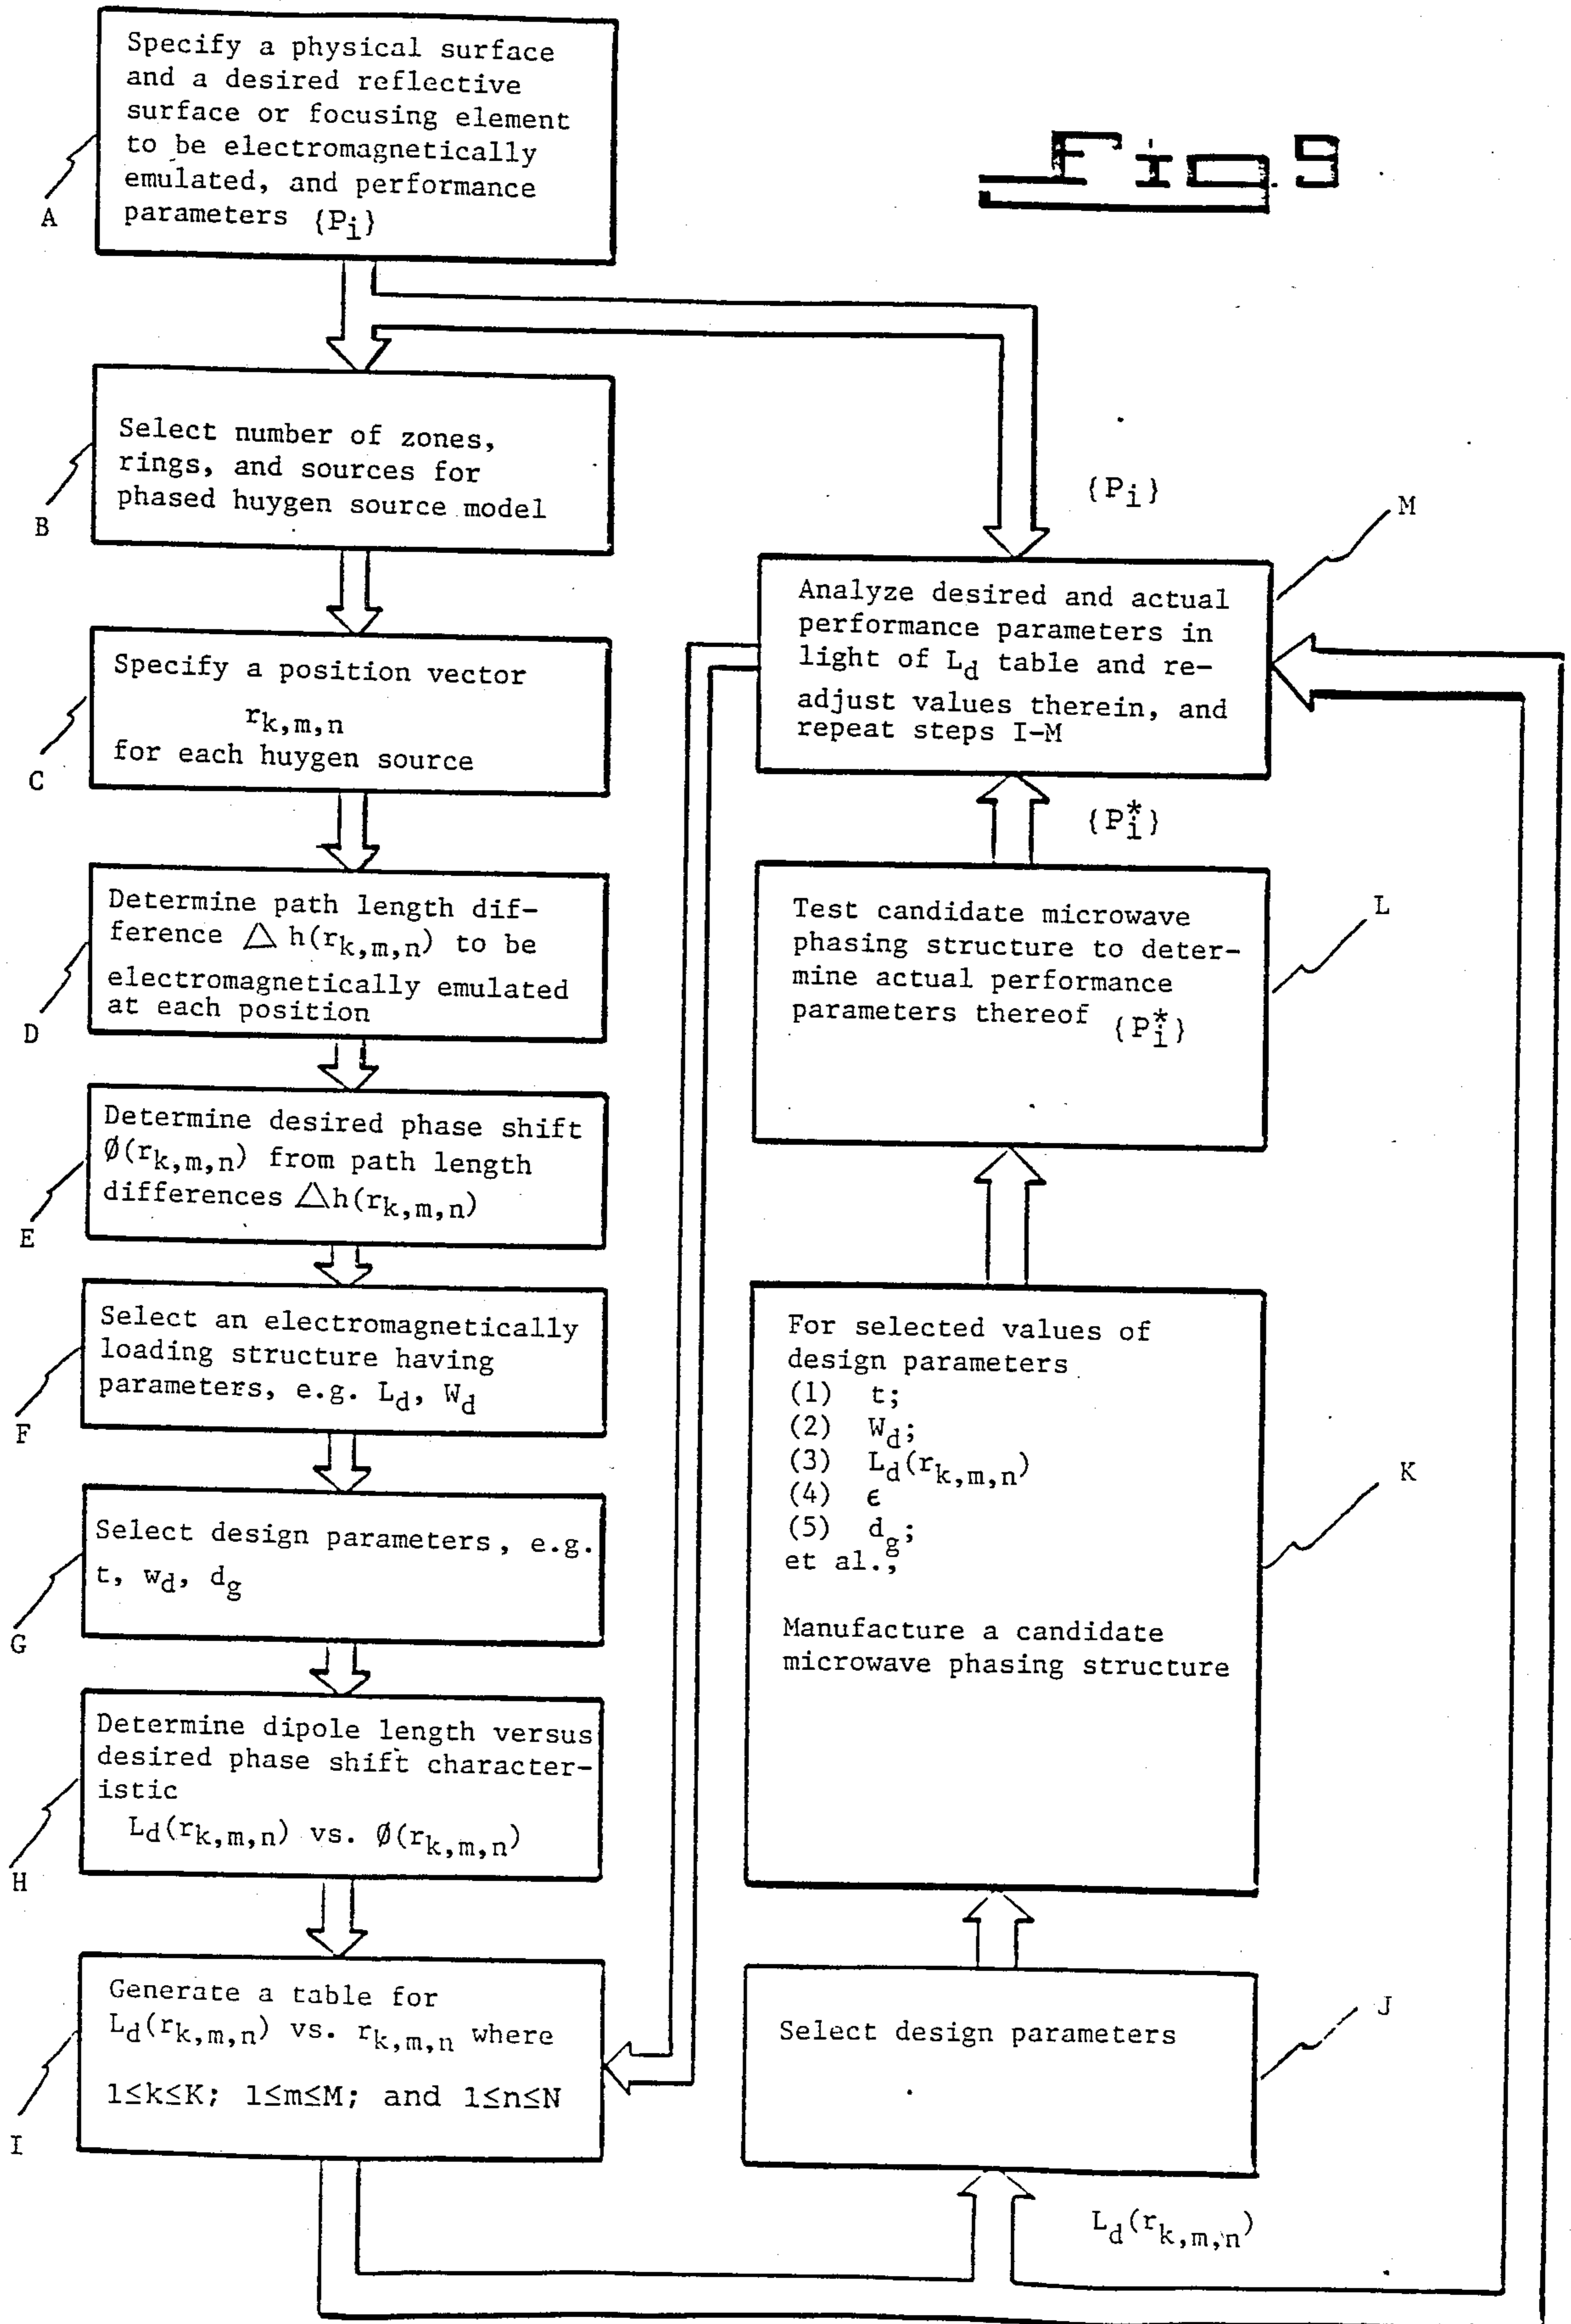 Fig. 9
Specify a physical surface
and a desired reflective
surface or focusing element
to be electromagnetically
emulated, and performance
parameters {Pi}
A
Select number of zones,
rings, and sources for
phased huygen source model
B
Specify a position vector
rk,m,n
for each huygen source
C
Determine path length dif-
ference △ h(rk,m,n) to be
electromagnetically emulated
at each position
D
Determine desired phase shift
Ø(rk,m,n) from path length
differences △h(rk,m,n)
E
Select an electromagnetically
loading structure having
parameters, e.g. Ld, Wd
F
Select design parameters, e.g.
t, wd, dg
G
Determine dipole length versus
desired phase shift character-
istic
Ld(rk,m,n) vs. Ø(rk,m,n)
H
Generate a table for
Ld(rk,m,n) vs. rk,m,n where
1≤k≤K; 1≤m≤M; and 1≤n≤N
I
{Pi}
M
Analyze desired and actual
performance parameters in
light of Ld table and re-
adjust values therein, and
repeat steps I-M
{Pi*}
Test candidate microwave
phasing structure to deter-
mine actual performance
parameters thereof {Pi*}
L
For selected values of
design parameters
(1) t;
(2) Wd;
(3) Ld(rk,m,n)
(4) ϵ
(5) dg;
et al.,
Manufacture a candidate
microwave phasing structure
K
Select design parameters
J
Ld(rk,m,n)